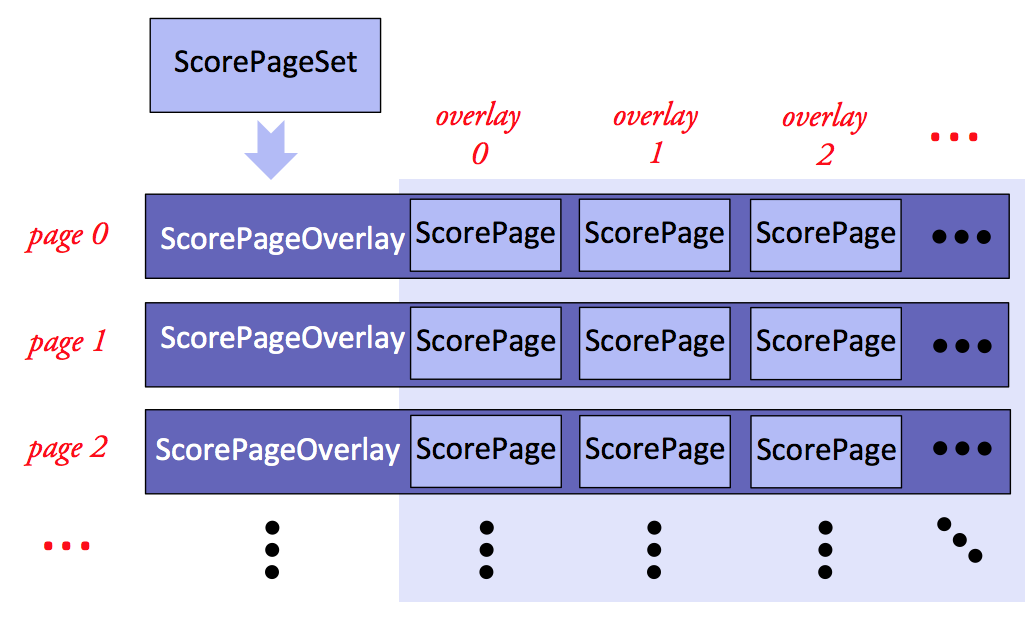 ScorePageSet
overlay overlay overlay
0 1 2 ...
page 0 ScorePageOverlay ScorePage ScorePage ScorePage ...
page 1 ScorePageOverlay ScorePage ScorePage ScorePage ...
page 2 ScorePageOverlay ScorePage ScorePage ScorePage ...
...